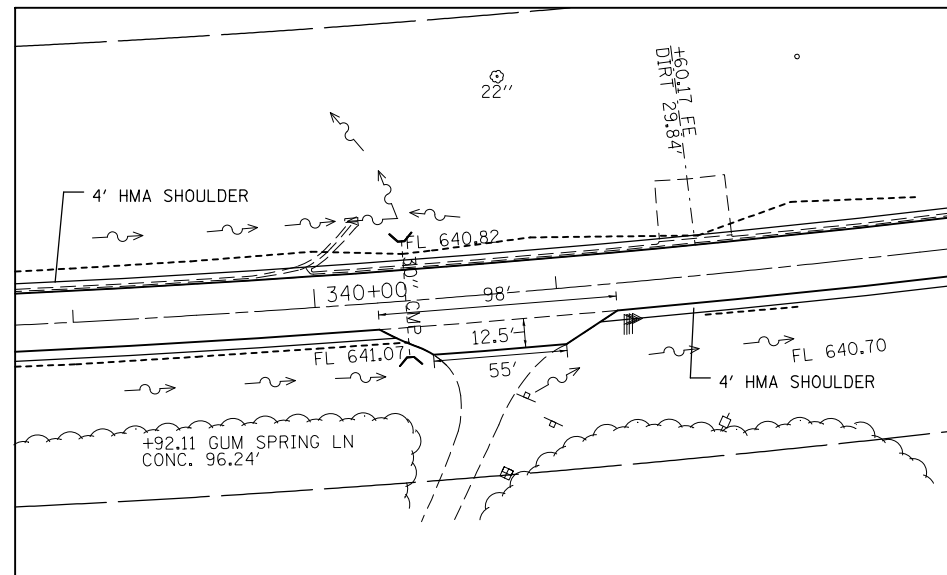 22"
+60.17 FE
DIRT 29.84'
4' HMA SHOULDER
FL 640.82
30" CMP
340+00
98'
12.5'
FL 641.07
55'
FL 640.70
4' HMA SHOULDER
+92.11 GUM SPRING LN
CONC. 96.24'